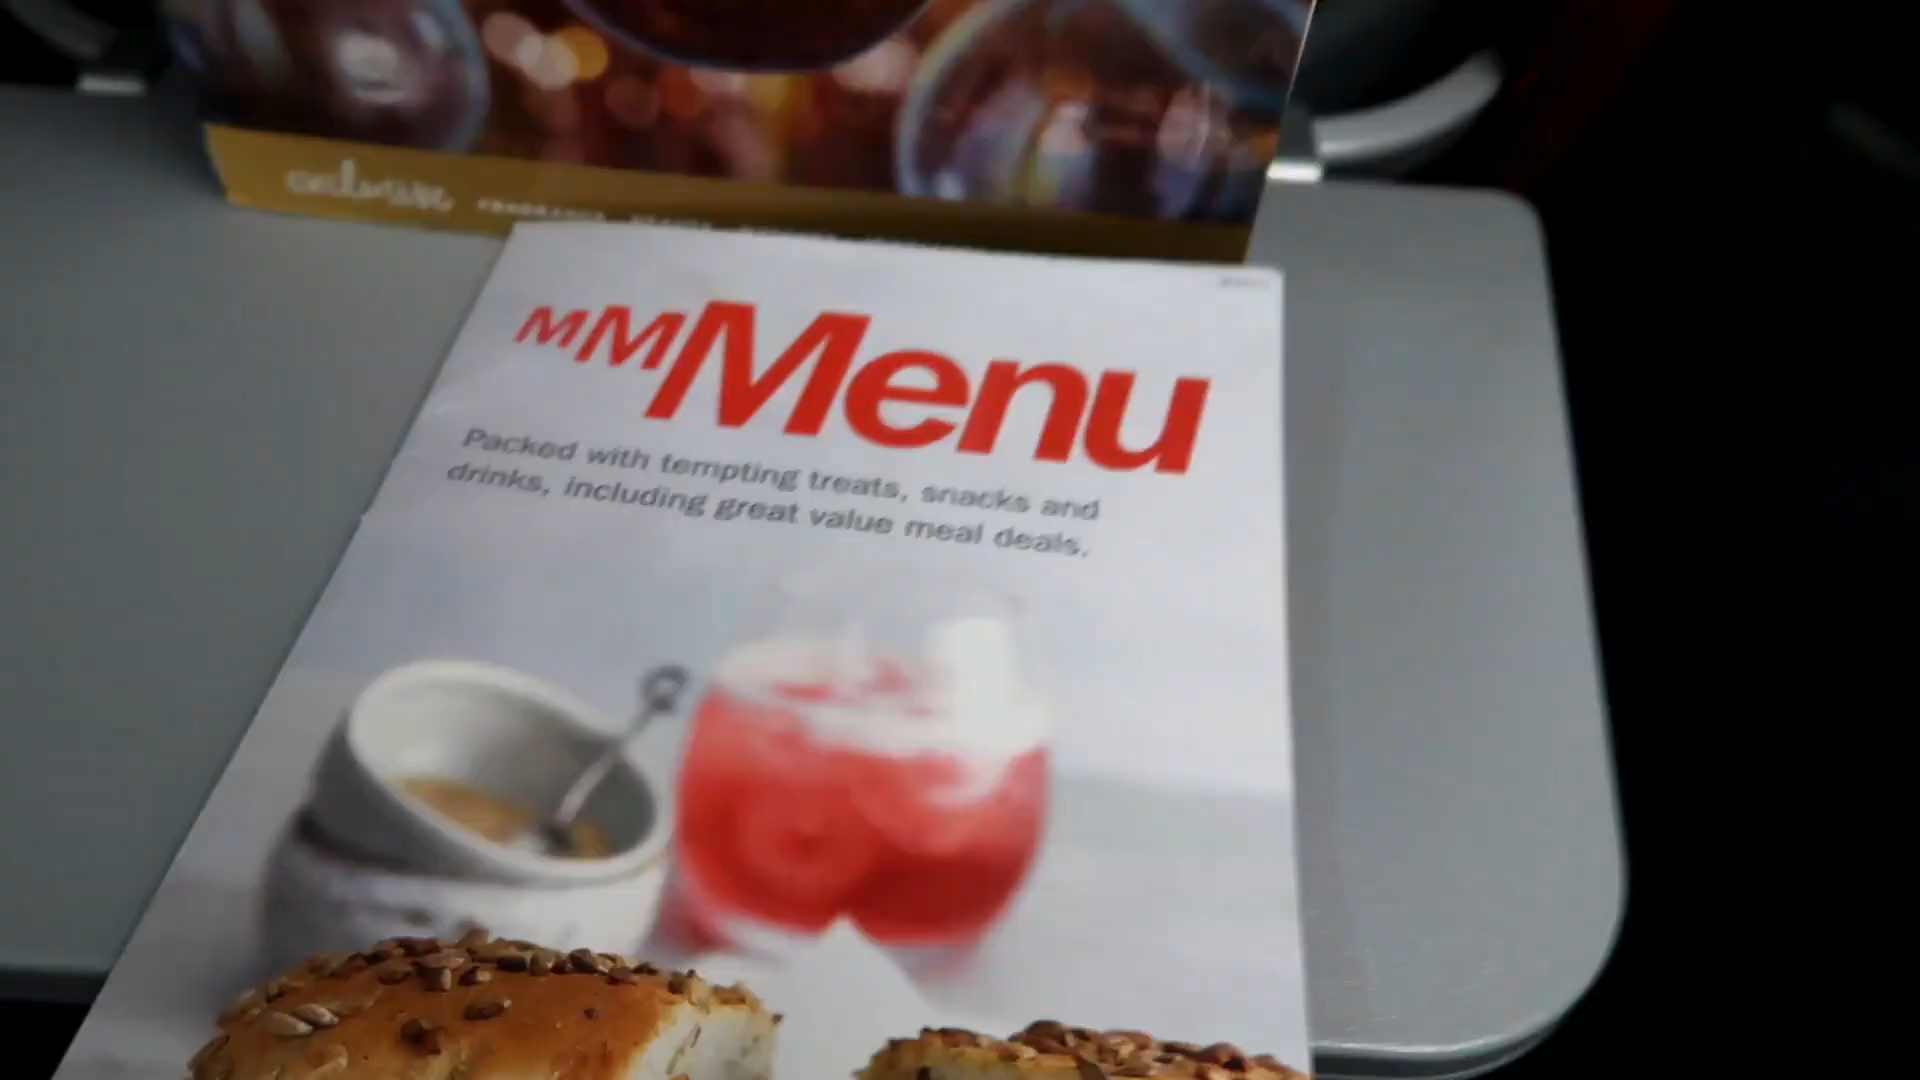 MMMenu
Packed with tempting treats, snacks and
drinks, including great value meal deals.